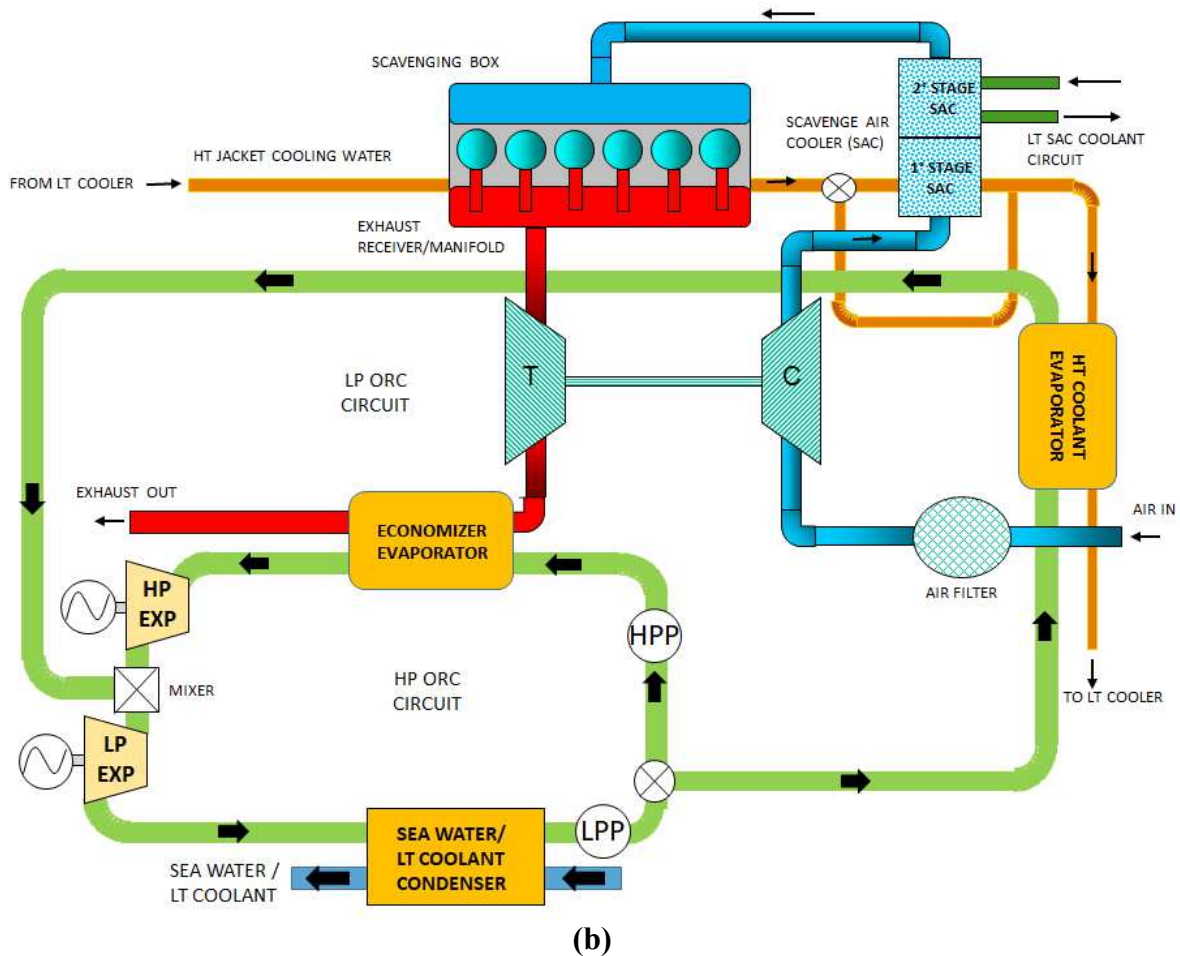 SCAVENGING BOX
2° STAGE
SAC
SCAVENGE AIR
COOLER (SAC)
LT SAC COOLANT
CIRCUIT
HT JACKET COOLING WATER
1° STAGE
SAC
FROM LT COOLER
EXHAUST
RECEIVER/MANIFOLD
HT COOLANT
EVAPORATOR
T
C
LP ORC
CIRCUIT
EXHAUST OUT
AIR IN
ECONOMIZER
EVAPORATOR
HP
EXP
AIR FILTER
HPP
HP ORC
CIRCUIT
MIXER
TO LT COOLER
LP
EXP
LPP
SEA WATER/
LT COOLANT
CONDENSER
SEA WATER /
LT COOLANT
(b)